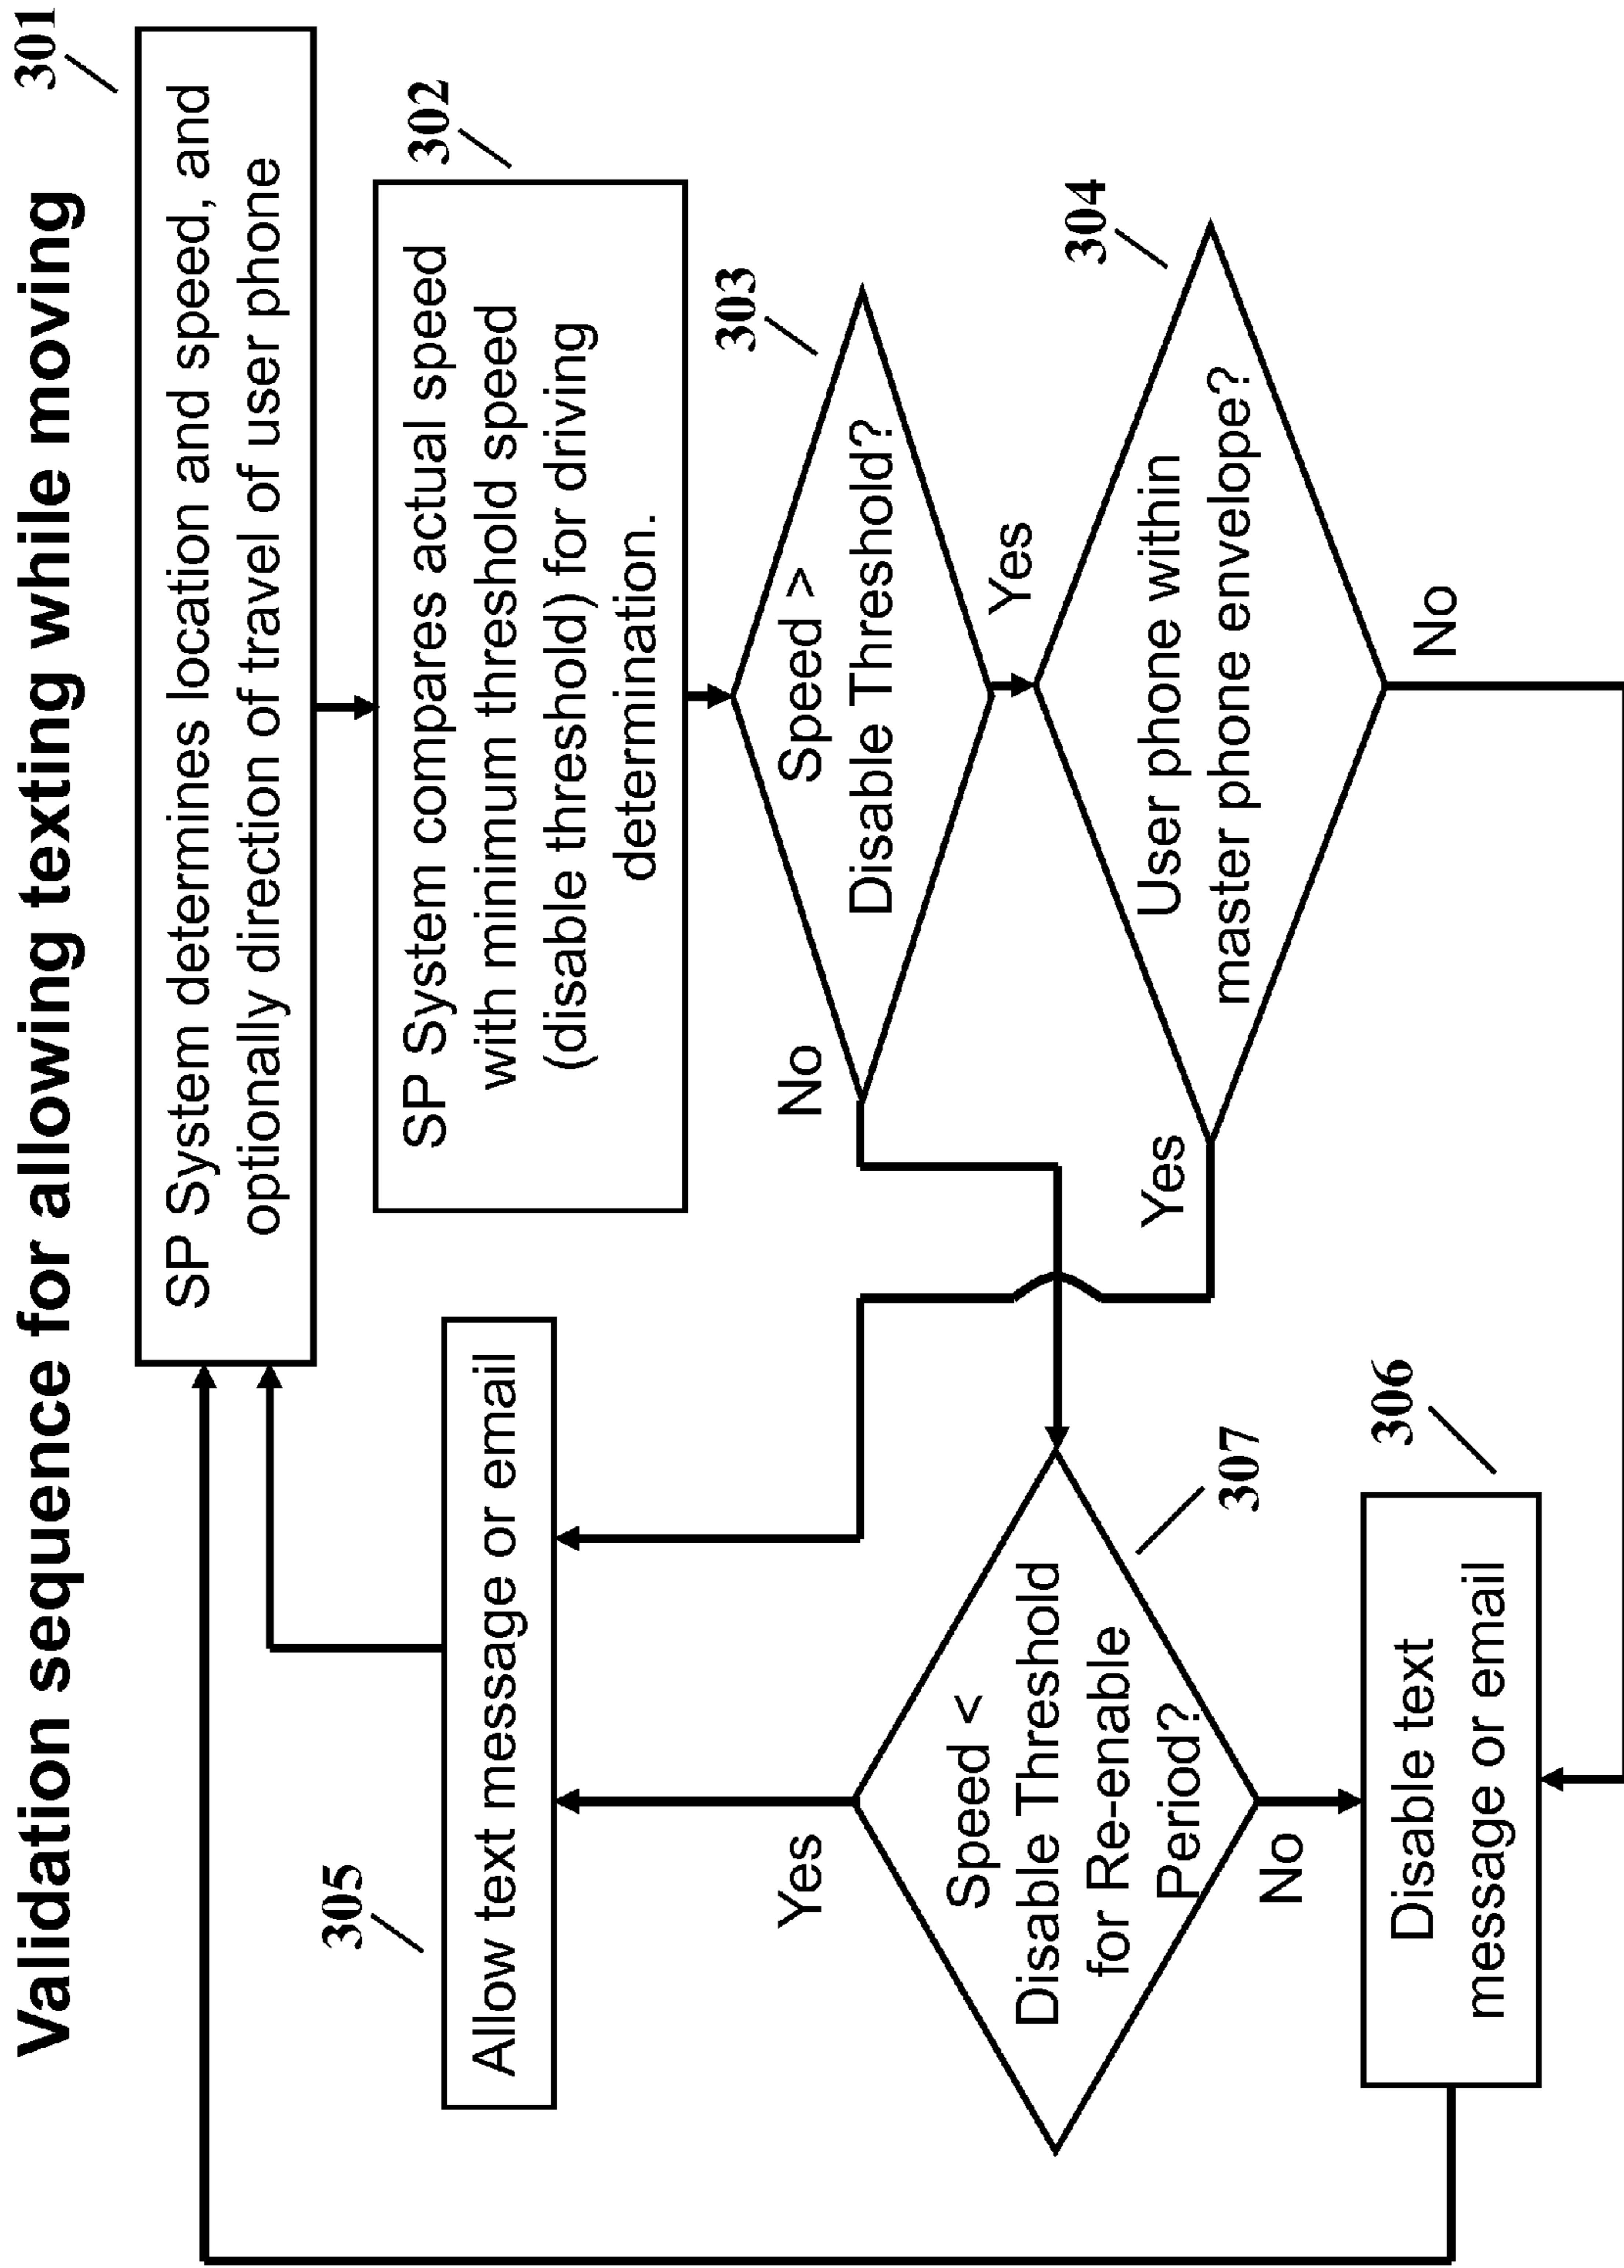 Validation sequence for allowing texting while moving
301
SP System determines location and speed, and
optionally direction of travel of user phone
302
SP System compares actual speed
with minimum threshold speed
(disable threshold) for driving
determination.
303
Speed >
Disable Threshold?
No
Yes
304
User phone within
master phone envelope?
Yes
No
305
Allow text message or email
Yes
Speed <
Disable Threshold
for Re-enable
Period?
307
No
306
Disable text
message or email